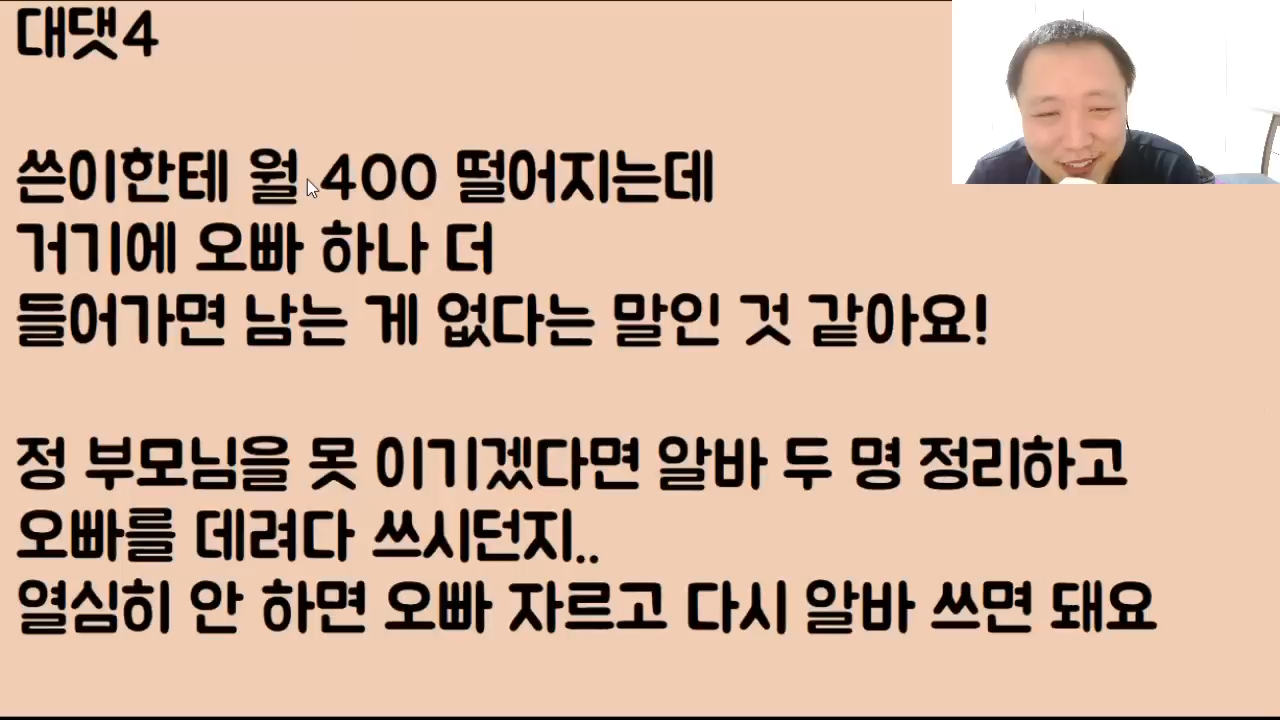 대댓4
쓴이한테 월 400 떨어지는데
거기에 오빠 하나 더
들어가면 남는 게 없다는 말인 것 같아요!
정 부모님을 못 이기겠다면 알바 두 명 정리하고
오빠를 데려다 쓰시던지..
열심히 안 하면 오빠 자르고 다시 알바 쓰면 돼요